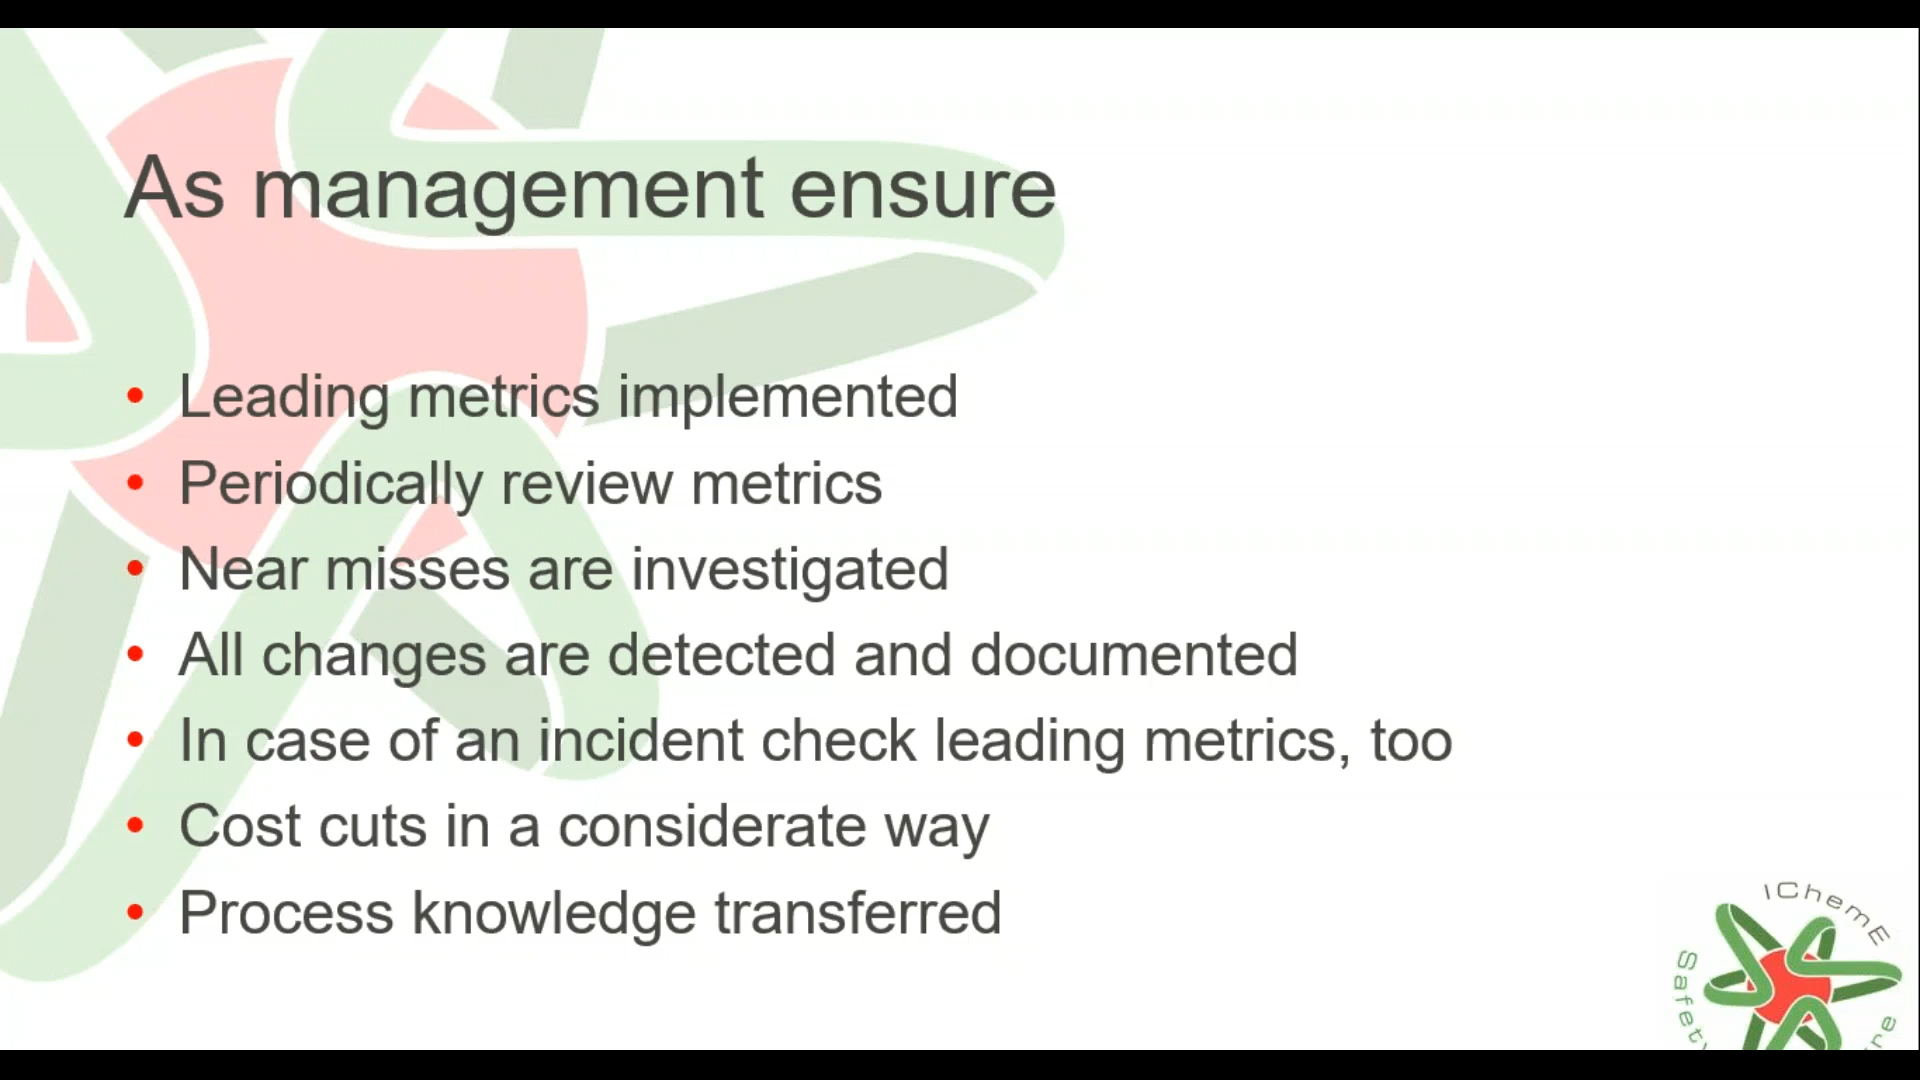 As management ensure
• Leading metrics implemented
• Periodically review metrics
• Near misses are investigated
• All changes are detected and documented
• In case of an incident check leading metrics, too
• Cost cuts in a considerate way
• Process knowledge transferred
IChemE
Safety